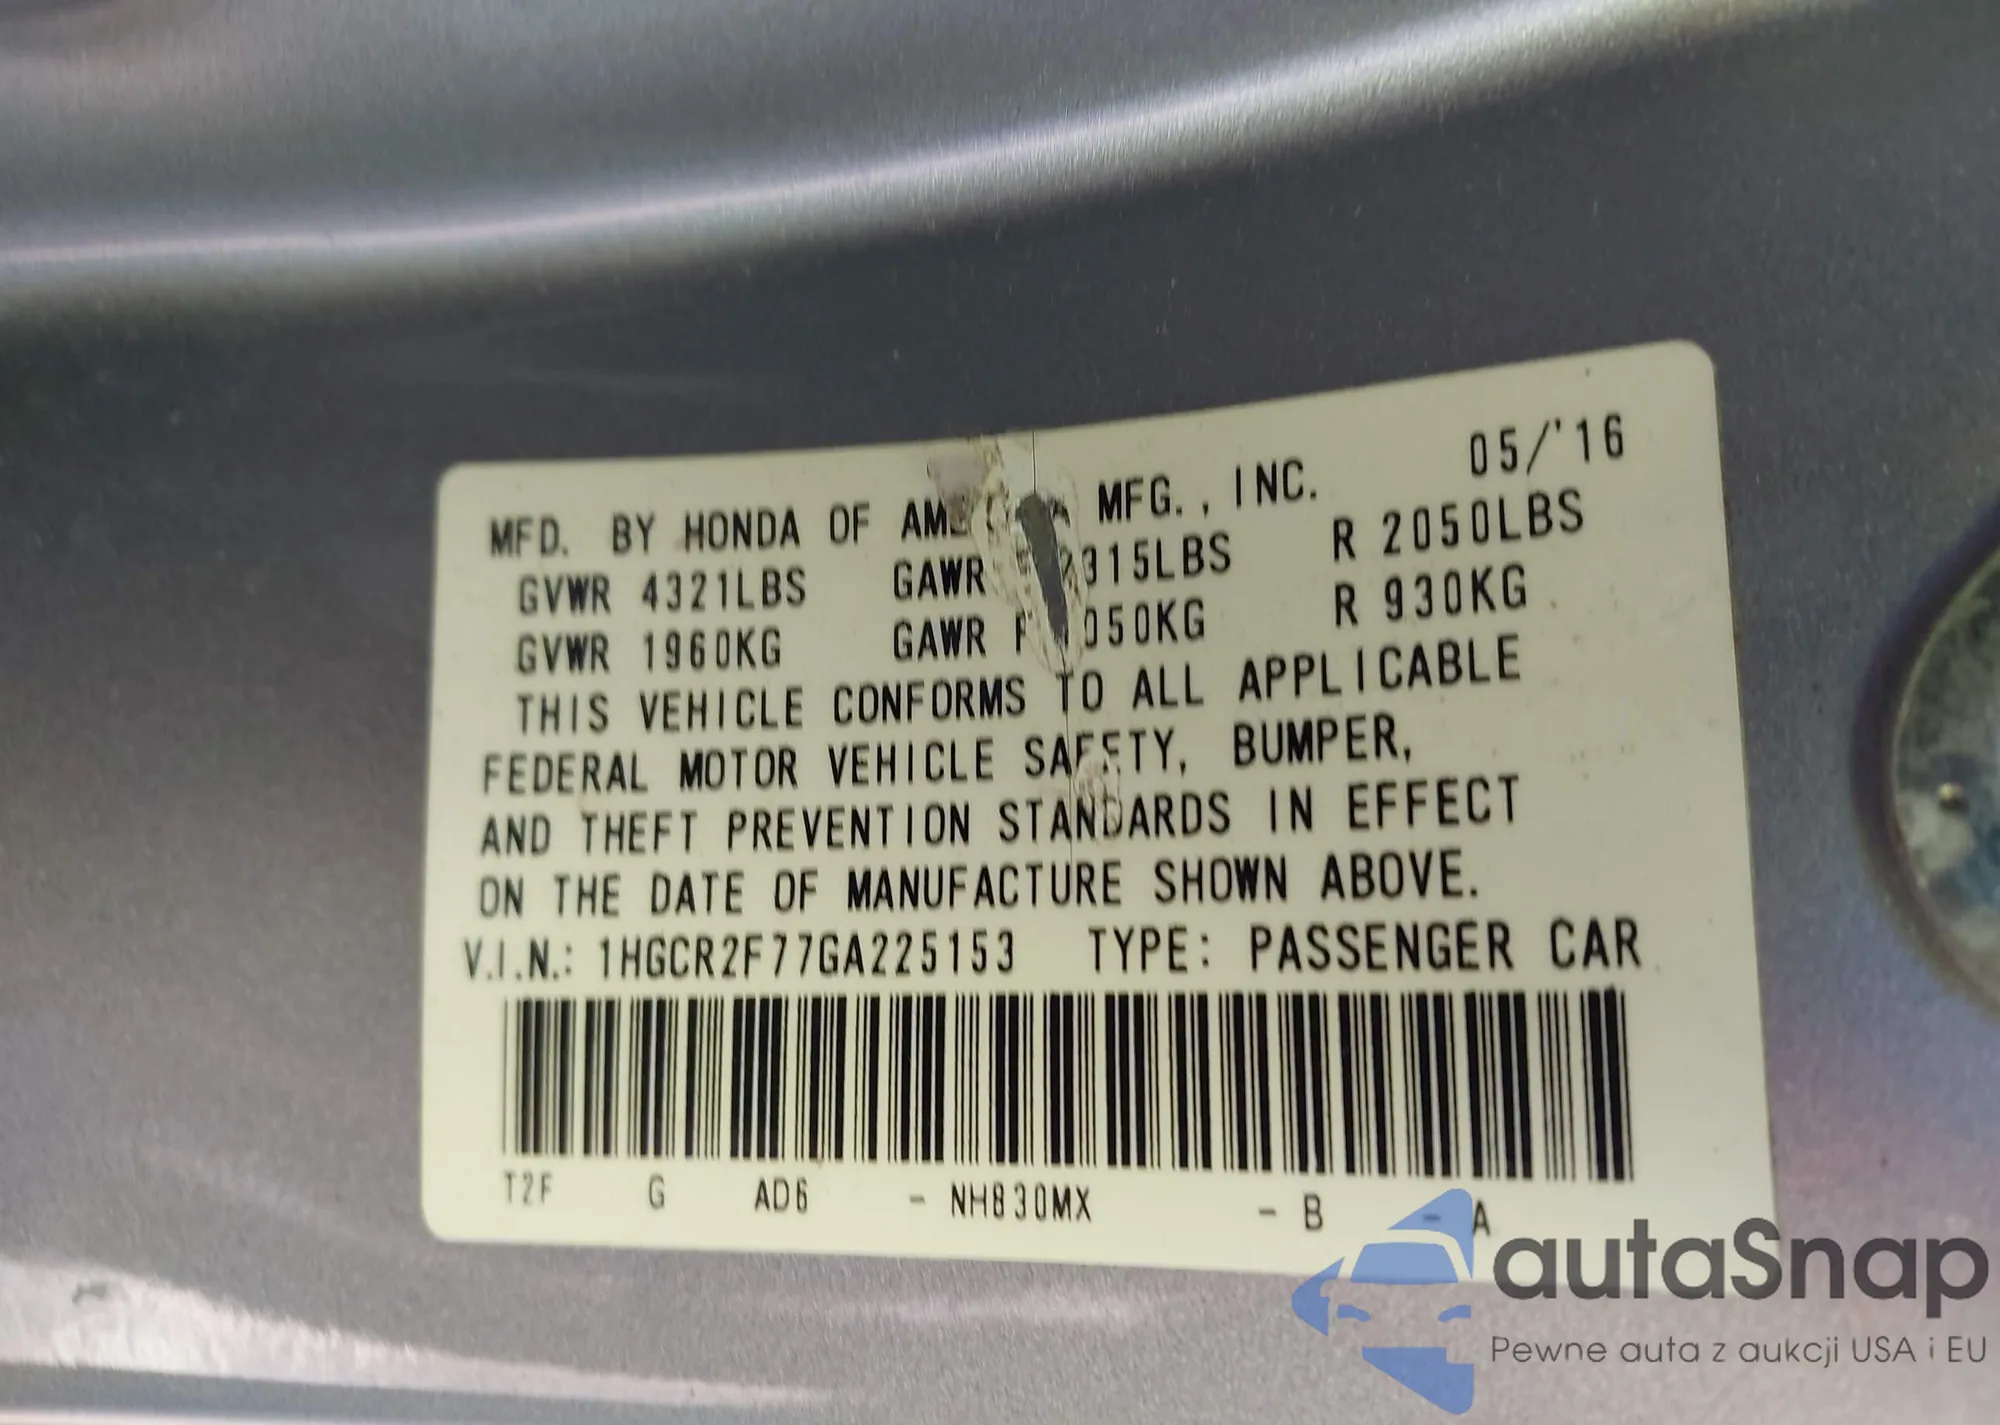 MFD. BY HONDA OF MFG., INC. 05/'16
GVWR 4321LBS GAWR 2315LBS R 2050LBS
GVWR 1960KG GAWR F 050KG R 930KG
THIS VEHICLE CONFORMS TO ALL APPLICABLE
FEDERAL MOTOR VEHICLE SAFETY, BUMPER,
AND THEFT PREVENTION STANDARDS IN EFFECT
ON THE DATE OF MANUFACTURE SHOWN ABOVE.
V.I.N.: 1HGCR2F77GA225153 TYPE: PASSENGER CAR
T2F G AD6 - NH830MX - B - A
autaSnap
Pewne auta z aukcji USA i EU